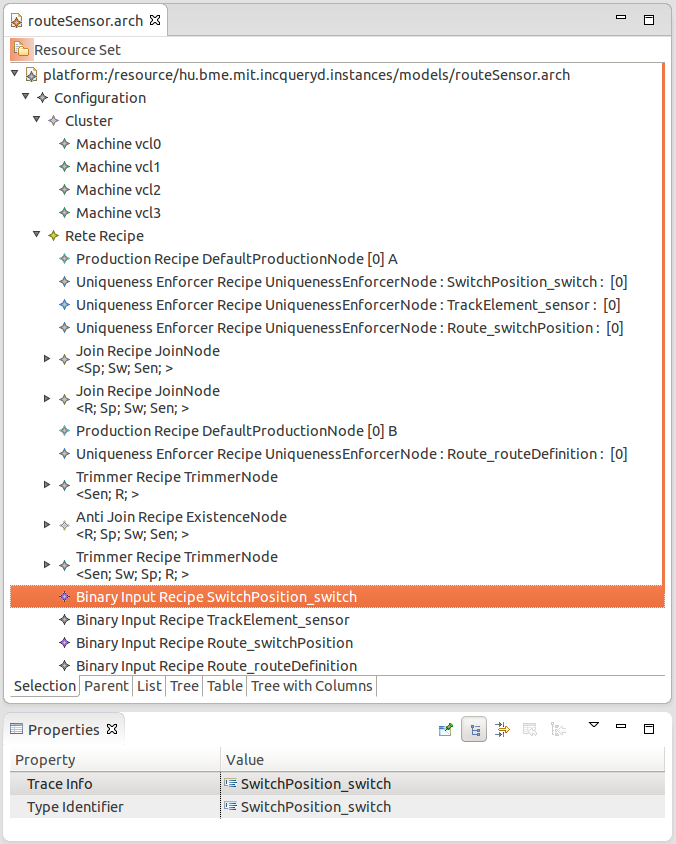 routeSensor.arch
Resource Set
platform:/resource/hu.bme.mit.incqueryd.instances/models/routeSensor.arch
Configuration
Cluster
Machine vcl0
Machine vcl1
Machine vcl2
Machine vcl3
Rete Recipe
Production Recipe DefaultProductionNode [0] A
Uniqueness Enforcer Recipe UniquenessEnforcerNode : SwitchPosition_switch : [0]
Uniqueness Enforcer Recipe UniquenessEnforcerNode : TrackElement_sensor : [0]
Uniqueness Enforcer Recipe UniquenessEnforcerNode : Route_switchPosition : [0]
Join Recipe JoinNode
<Sp; Sw; Sen; >
Join Recipe JoinNode
<R; Sp; Sw; Sen; >
Production Recipe DefaultProductionNode [0] B
Uniqueness Enforcer Recipe UniquenessEnforcerNode : Route_routeDefinition : [0]
Trimmer Recipe TrimmerNode
<Sen; R; >
Anti Join Recipe ExistenceNode
<R; Sp; Sw; Sen; >
Trimmer Recipe TrimmerNode
<Sen; Sw; Sp; R; >
Binary Input Recipe SwitchPosition_switch
Binary Input Recipe TrackElement_sensor
Binary Input Recipe Route_switchPosition
Binary Input Recipe Route_routeDefinition
Selection Parent List Tree Table Tree with Columns
Properties
Property Value
Trace Info SwitchPosition_switch
Type Identifier SwitchPosition_switch